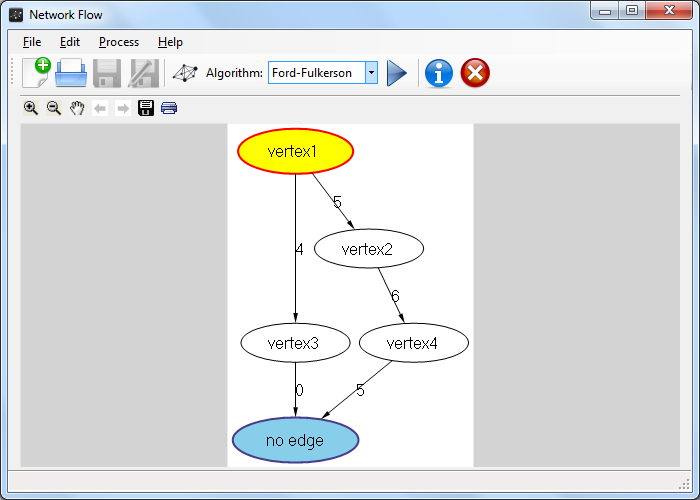 Network Flow
File Edit Process Help
Algorithm: Ford-Fulkerson
vertex1
5
4
vertex2
6
vertex3
vertex4
0
5
no edge